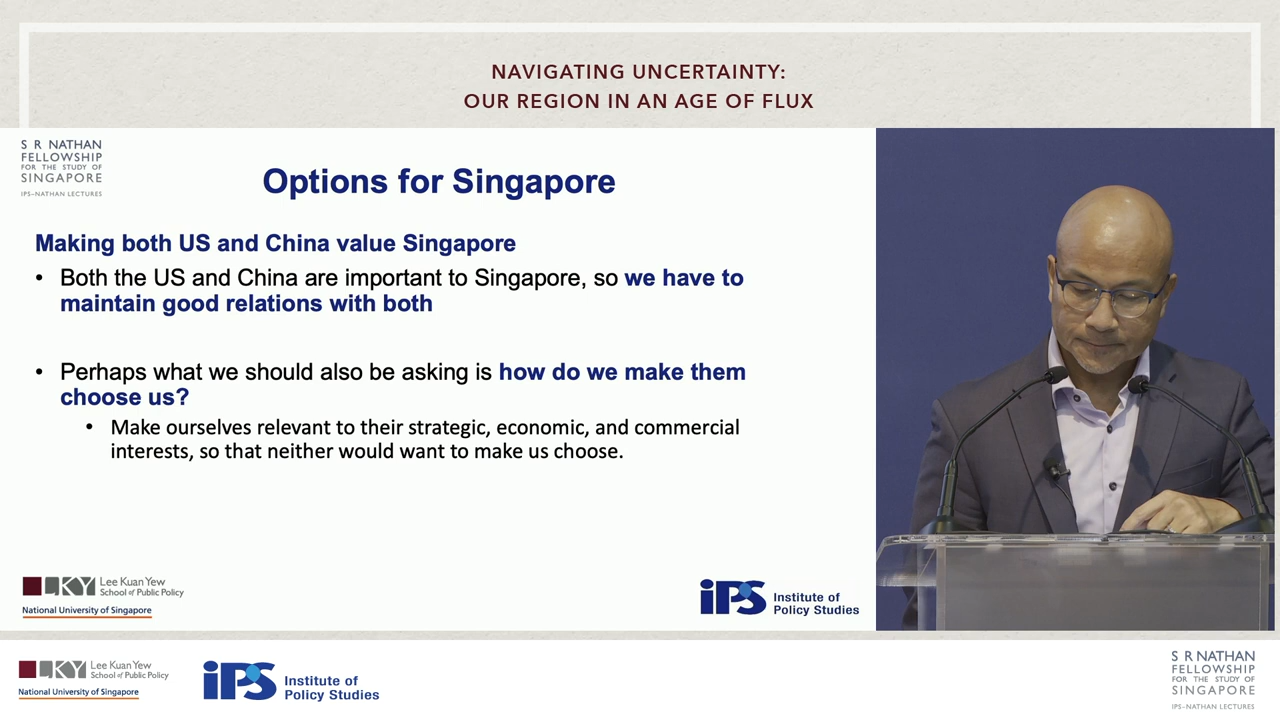 NAVIGATING UNCERTAINTY:
OUR REGION IN AN AGE OF FLUX
S R NATHAN
FELLOWSHIP
FOR THE STUDY OF
SINGAPORE
IPS–NATHAN LECTURES
Options for Singapore
Making both US and China value Singapore
• Both the US and China are important to Singapore, so we have to
maintain good relations with both
• Perhaps what we should also be asking is how do we make them
choose us?
• Make ourselves relevant to their strategic, economic, and commercial
interests, so that neither would want to make us choose.
LKY Lee Kuan Yew
School of Public Policy
National University of Singapore
iPS Institute of
Policy Studies
LKY Lee Kuan Yew
School of Public Policy
National University of Singapore
iPS Institute of
Policy Studies
S R NATHAN
FELLOWSHIP
FOR THE STUDY OF
SINGAPORE
IPS–NATHAN LECTURES